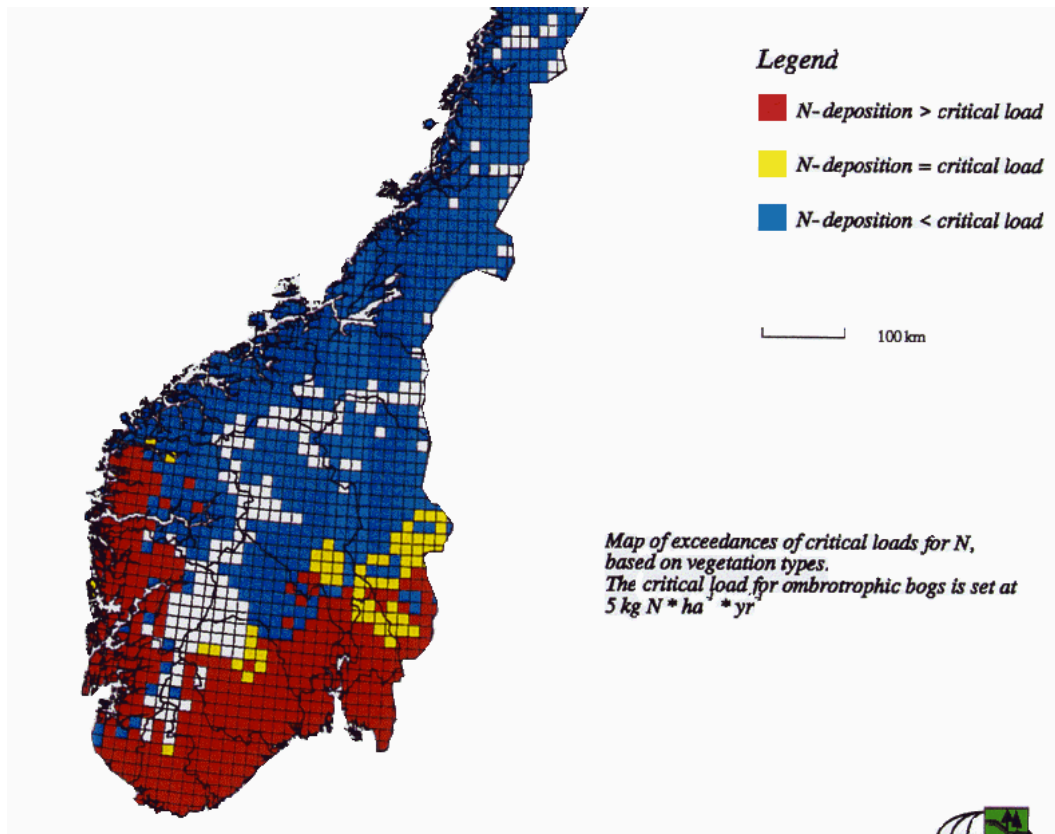 Legend
N-deposition > critical load
N-deposition = critical load
N-deposition < critical load
100 km
Map of exceedances of critical loads for N,
based on vegetation types.
The critical load for ombrotrophic bogs is set at
5 kg N * ha * yr